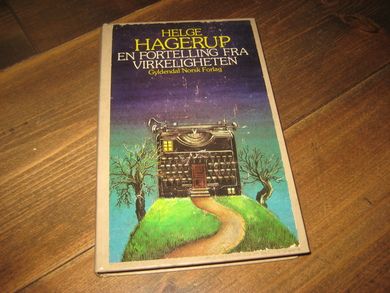 HELGE
HAGERUP
EN FORTELLING FRA
VIRKELIGHETEN
Gyldendal Norsk Forlag